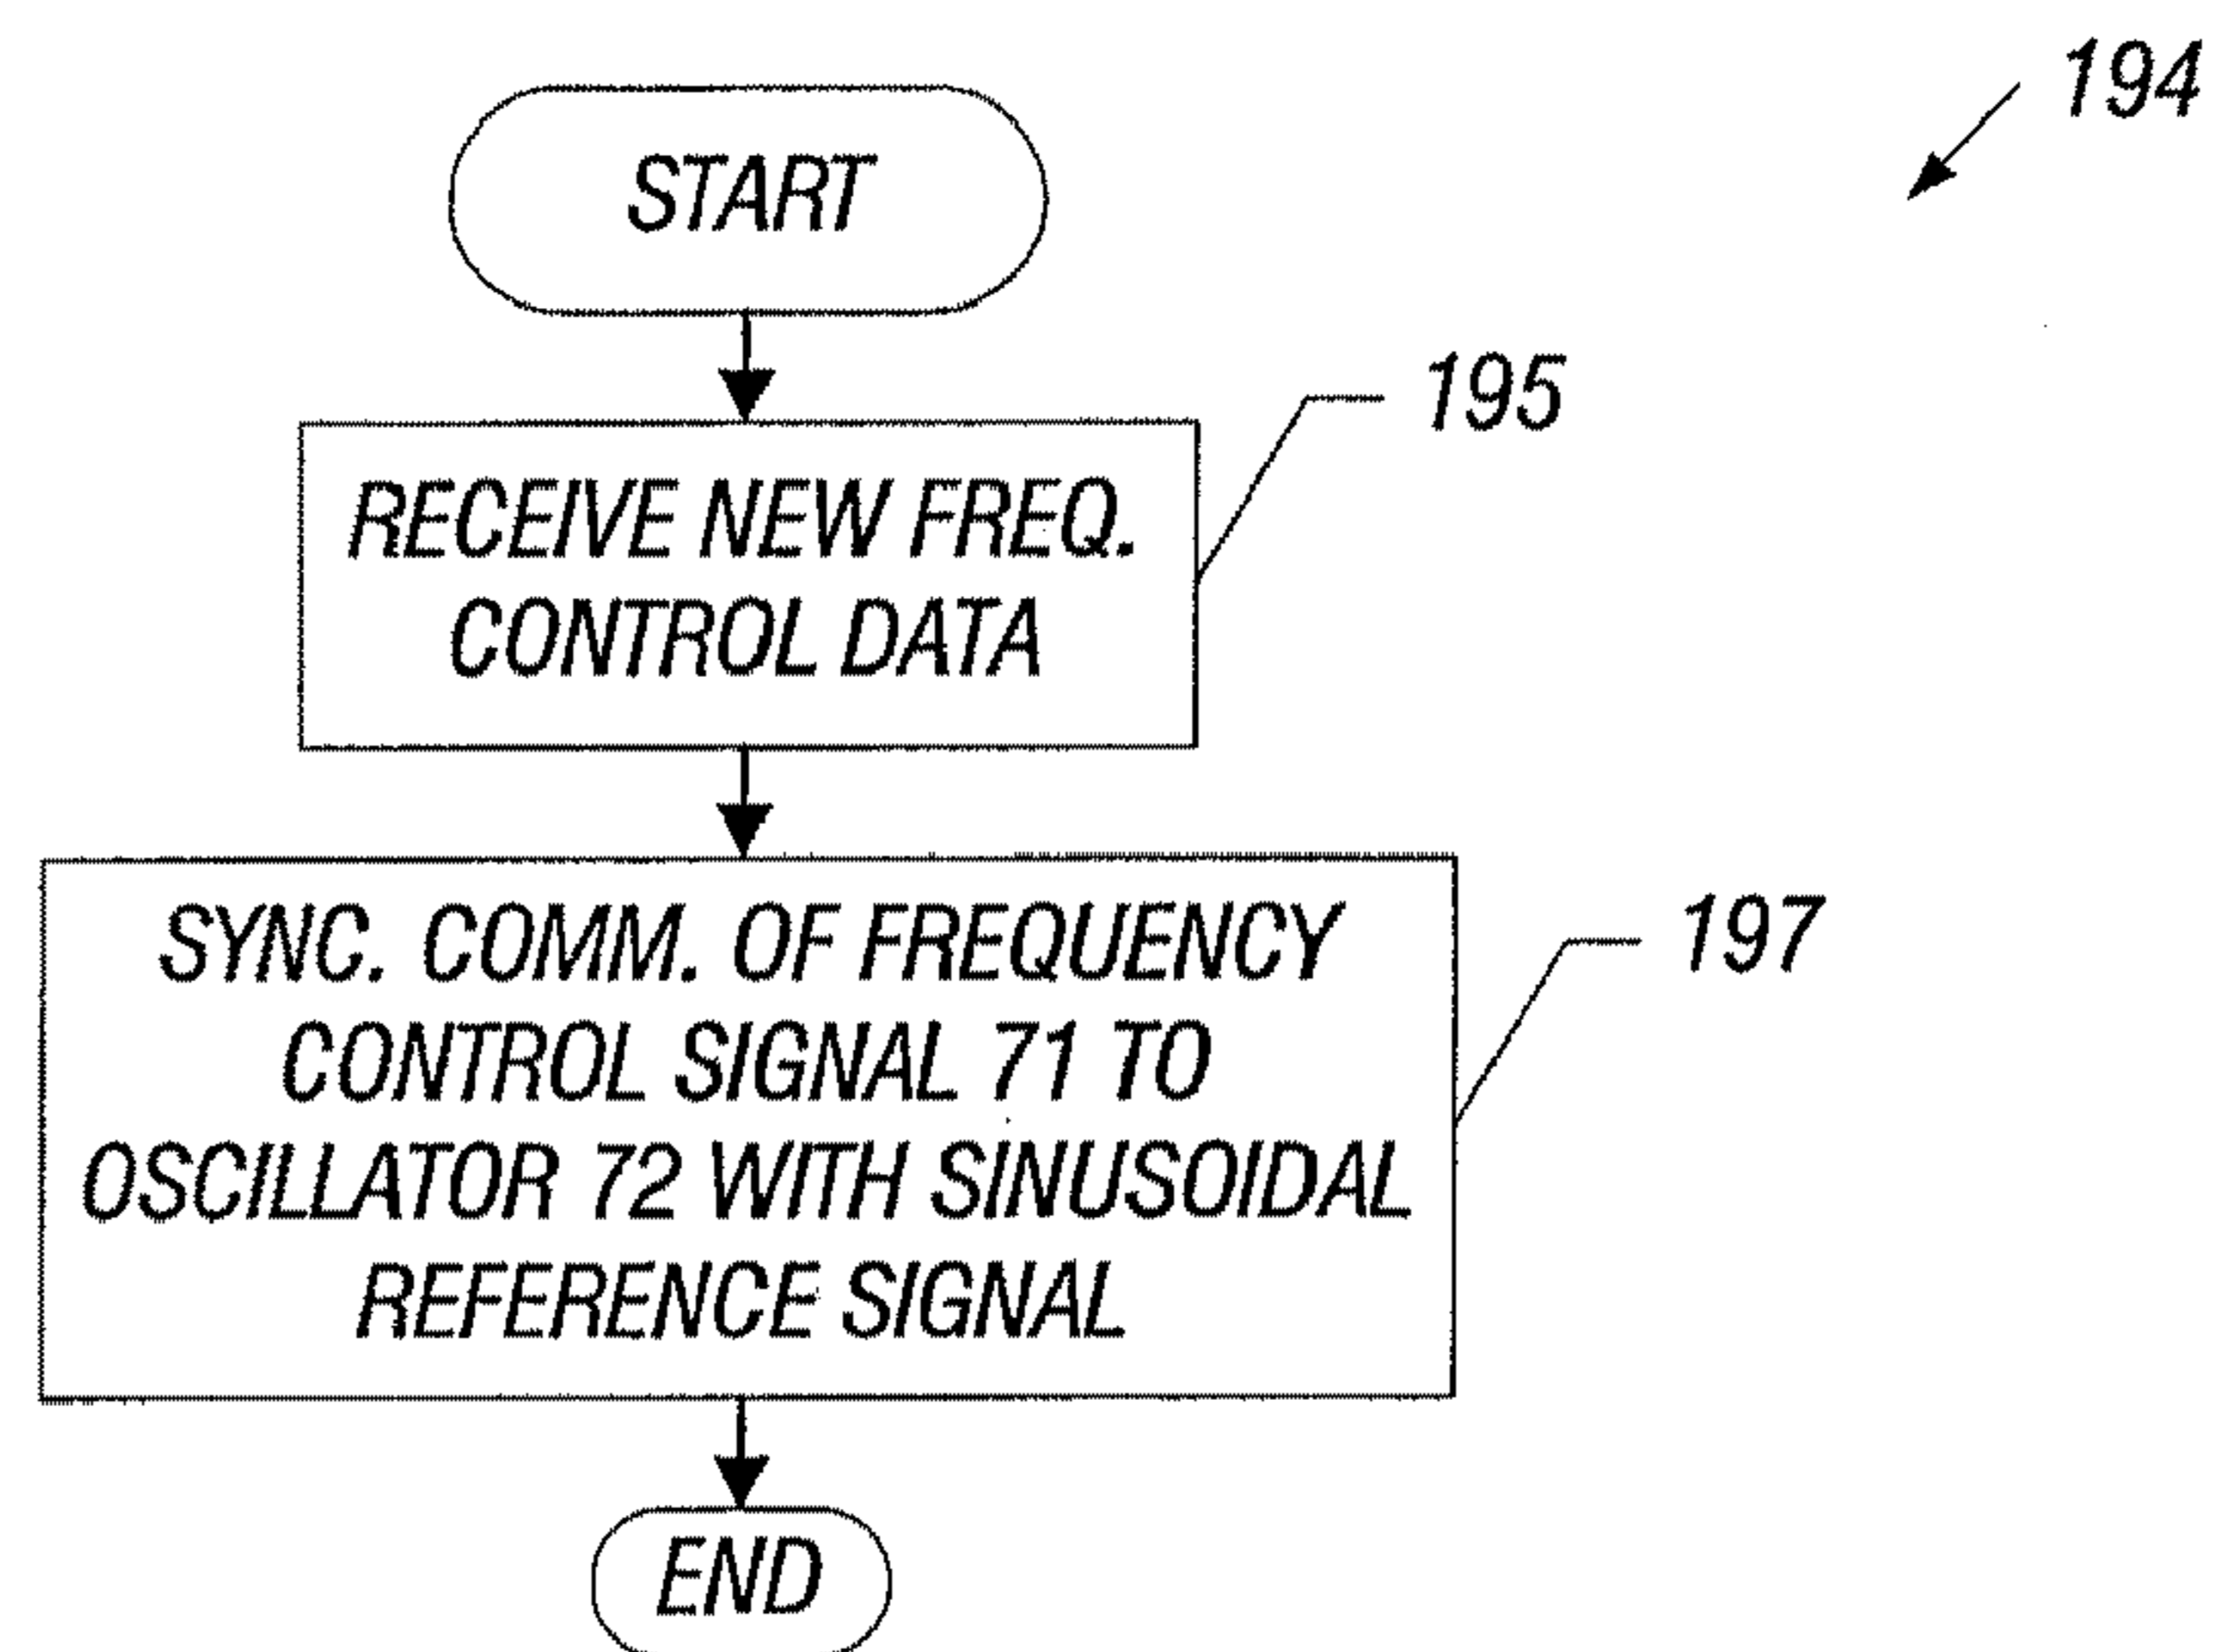 194
START
195
RECEIVE NEW FREQ.
CONTROL DATA
197
SYNC. COMM. OF FREQUENCY
CONTROL SIGNAL 71 TO
OSCILLATOR 72 WITH SINUSOIDAL
REFERENCE SIGNAL
END